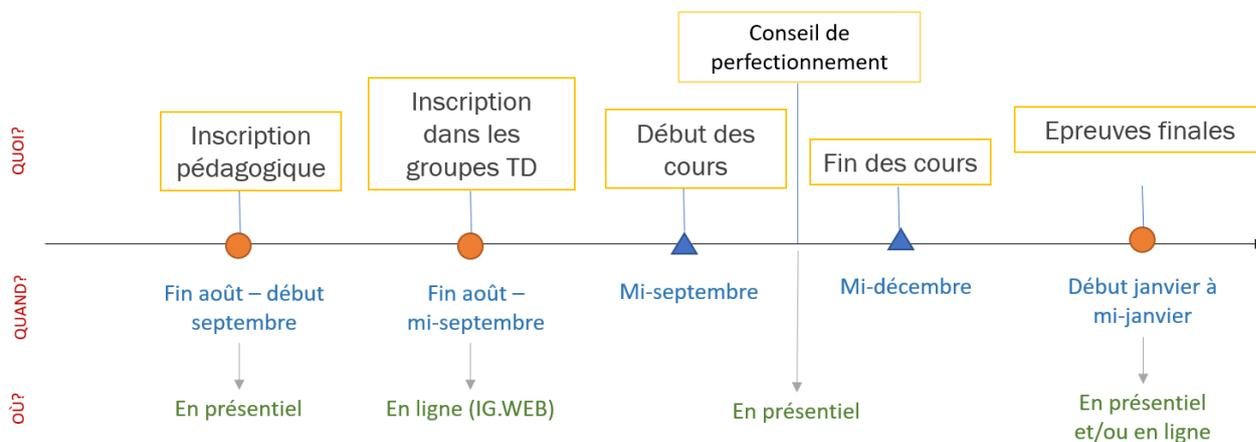 QUOI?
Inscription
pédagogique
Inscription
dans les
groupes TD
Début des
cours
Conseil de
perfectionnement
Fin des cours
Epreuves finales
QUAND?
Fin août – début
septembre
Fin août –
mi-septembre
Mi-septembre
Mi-décembre
Début janvier à
mi-janvier
OÙ?
En présentiel
En ligne (IG.WEB)
En présentiel
En présentiel
et/ou en ligne